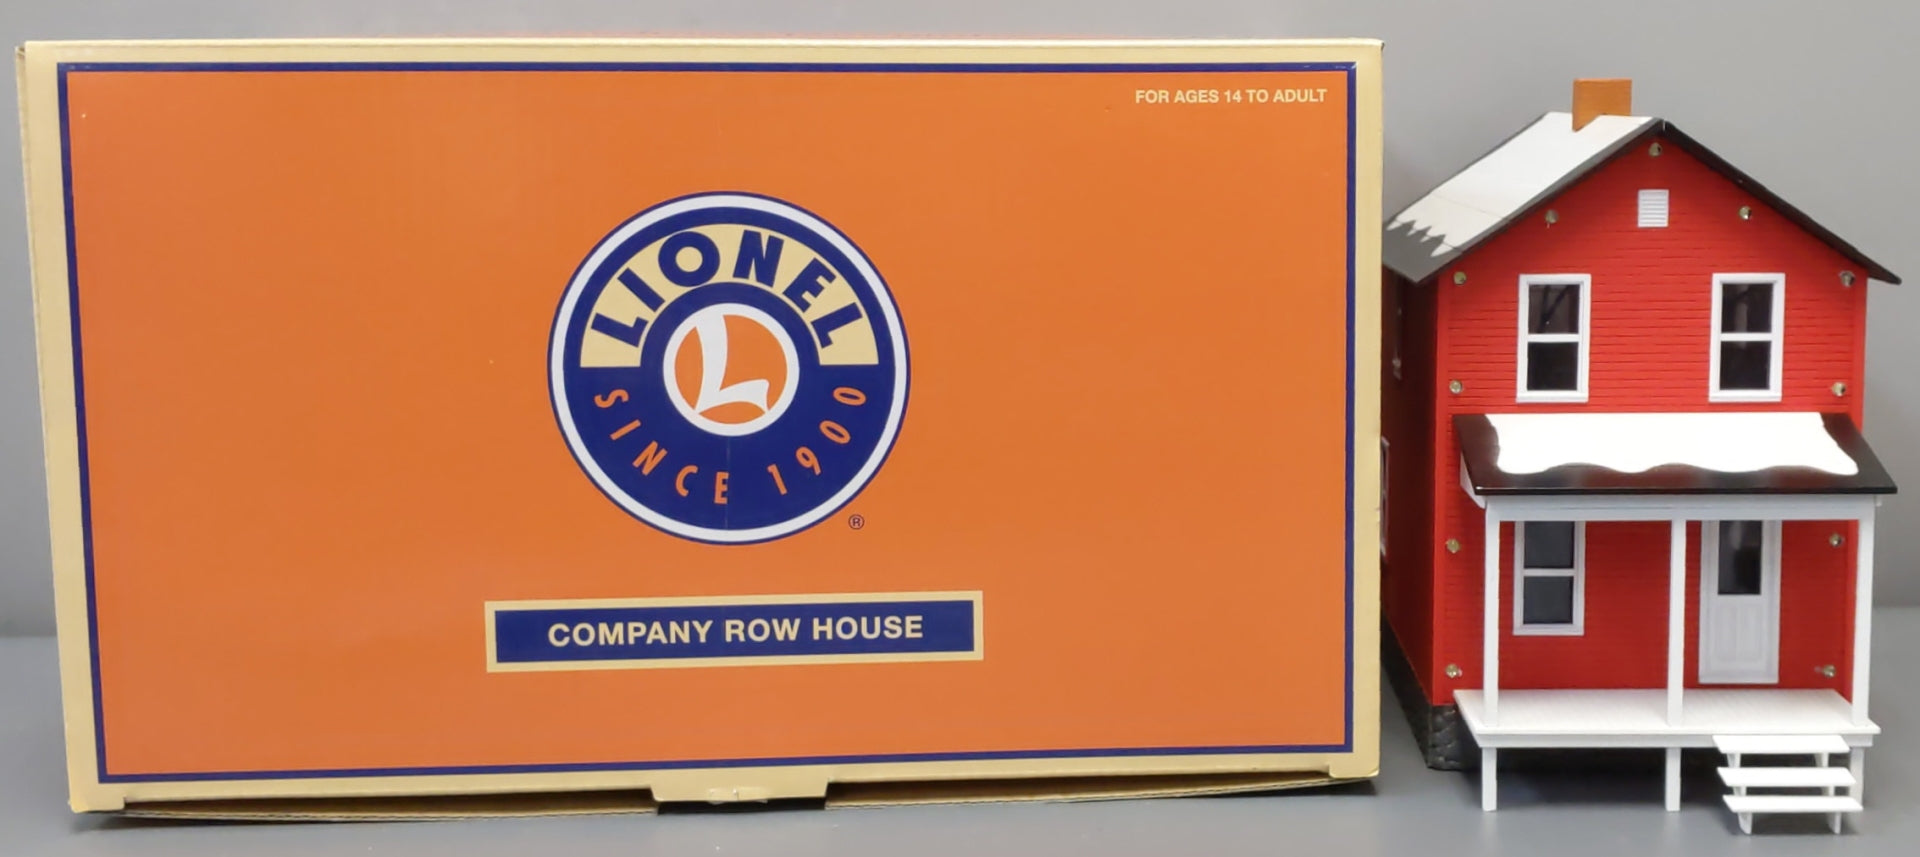 FOR AGES 14 TO ADULT
LIONEL
L
SINCE 1900
®
COMPANY ROW HOUSE